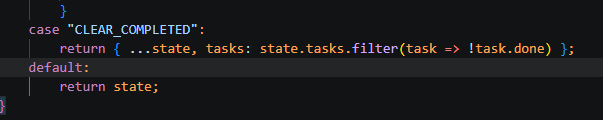 }
case "CLEAR_COMPLETED":
return { ...state, tasks: state.tasks.filter(task => !task.done) };
default:
return state;
}